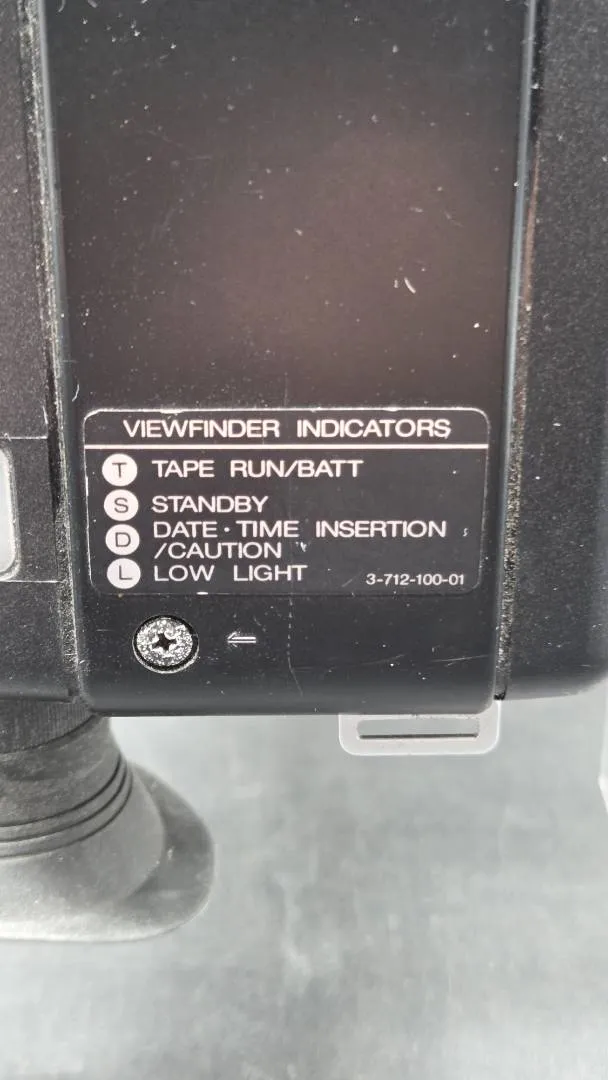 VIEWFINDER INDICATORS
T TAPE RUN/BATT
S STANDBY
D DATE·TIME INSERTION
/CAUTION
L LOW LIGHT 3-712-100-01